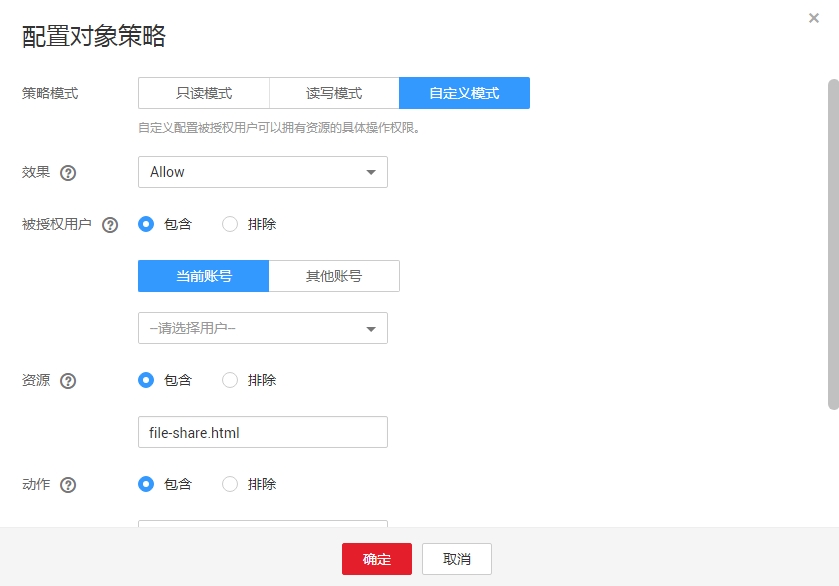 配置对象策略
策略模式 只读模式 读写模式 自定义模式
自定义配置被授权用户可以拥有资源的具体操作权限。
效果 Allow
被授权用户 包含 排除
当前账号 其他账号
--请选择用户--
资源 包含 排除
file-share.html
动作 包含 排除
确定 取消